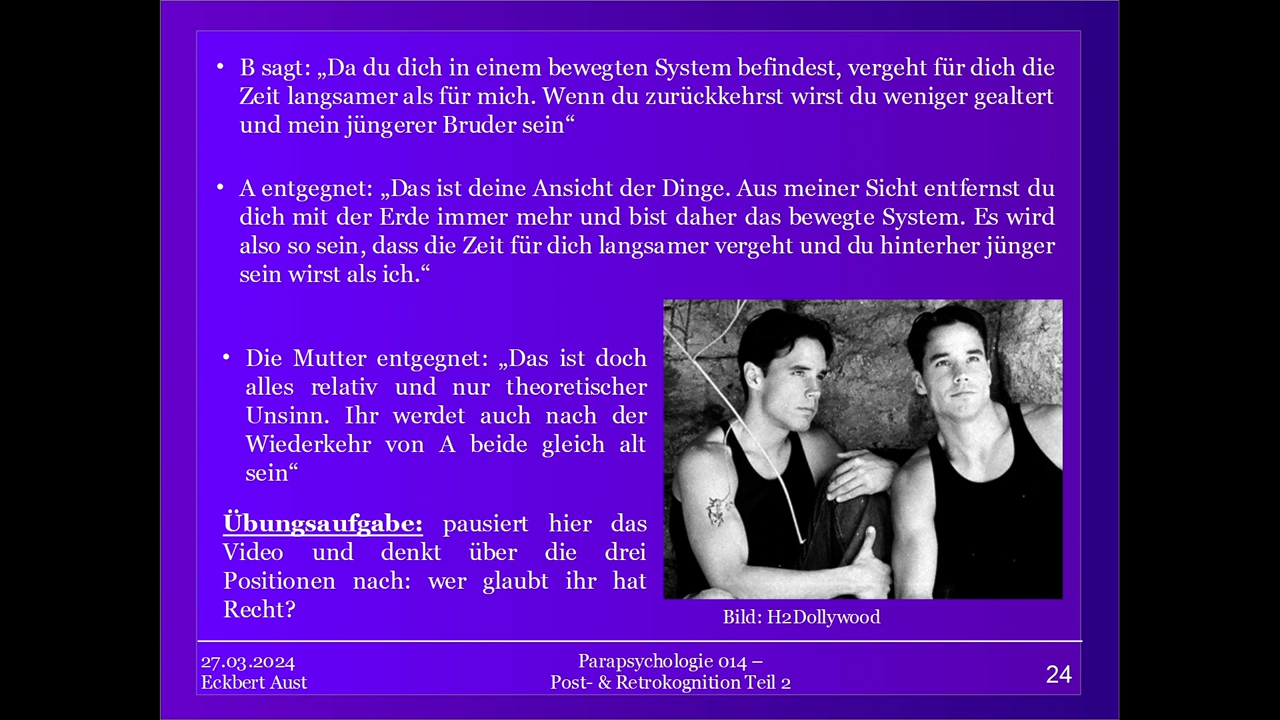 • B sagt: „Da du dich in einem bewegten System befindest, vergeht für dich die
Zeit langsamer als für mich. Wenn du zurückkehrst wirst du weniger gealtert
und mein jüngerer Bruder sein“
• A entgegnet: „Das ist deine Ansicht der Dinge. Aus meiner Sicht entfernst du
dich mit der Erde immer mehr und bist daher das bewegte System. Es wird
also so sein, dass die Zeit für dich langsamer vergeht und du hinterher jünger
sein wirst als ich.“
• Die Mutter entgegnet: „Das ist doch
alles relativ und nur theoretischer
Unsinn. Ihr werdet auch nach der
Wiederkehr von A beide gleich alt
sein“
Übungsaufgabe: pausiert hier das
Video und denkt über die drei
Positionen nach: wer glaubt ihr hat
Recht?
Bild: H2Dollywood
27.03.2024
Eckbert Aust
Parapsychologie 014 –
Post- & Retrokognition Teil 2
24